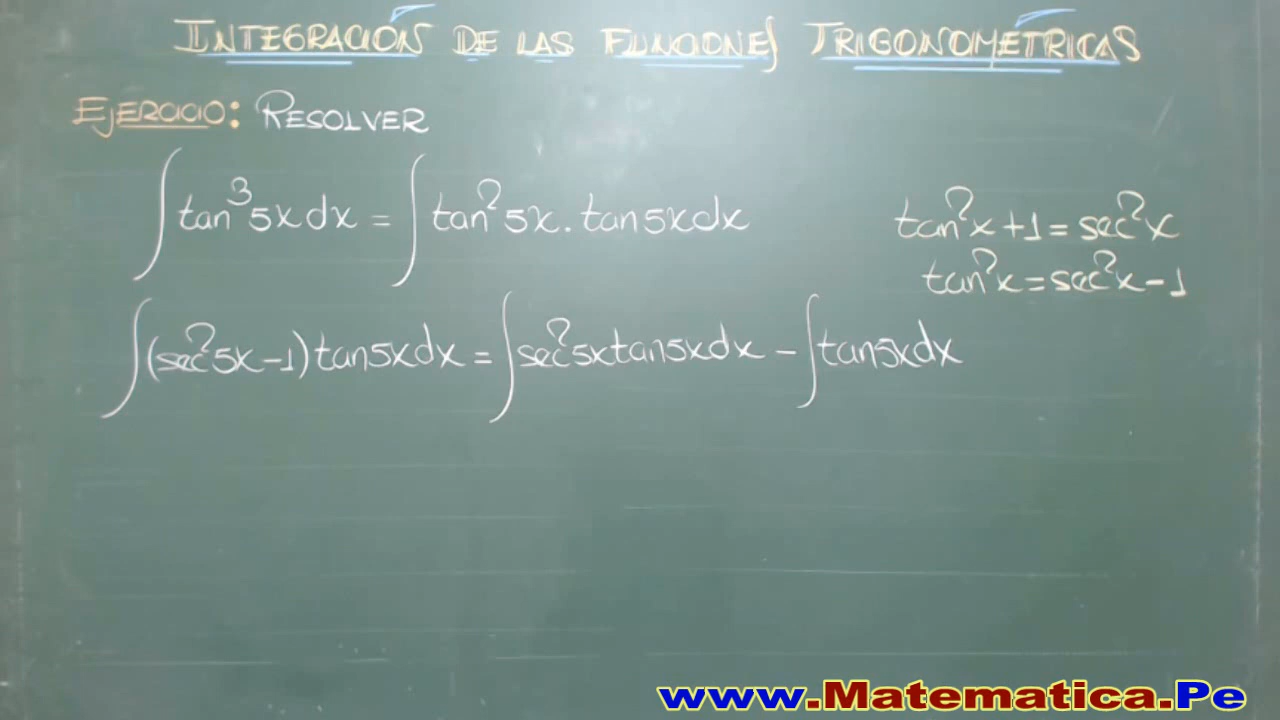 INTEGRACIÓN DE LAS FUNCIONES TRIGONOMÉTRICAS
EJERCICIO: RESOLVER
∫ tan³5x dx = ∫ tan²5x . tan5x dx
tan²x + 1 = sec²x
tan²x = sec²x - 1
∫ (sec²5x - 1) tan5x dx = ∫ sec²5x tan5x dx - ∫ tan5x dx
www.Matematica.Pe